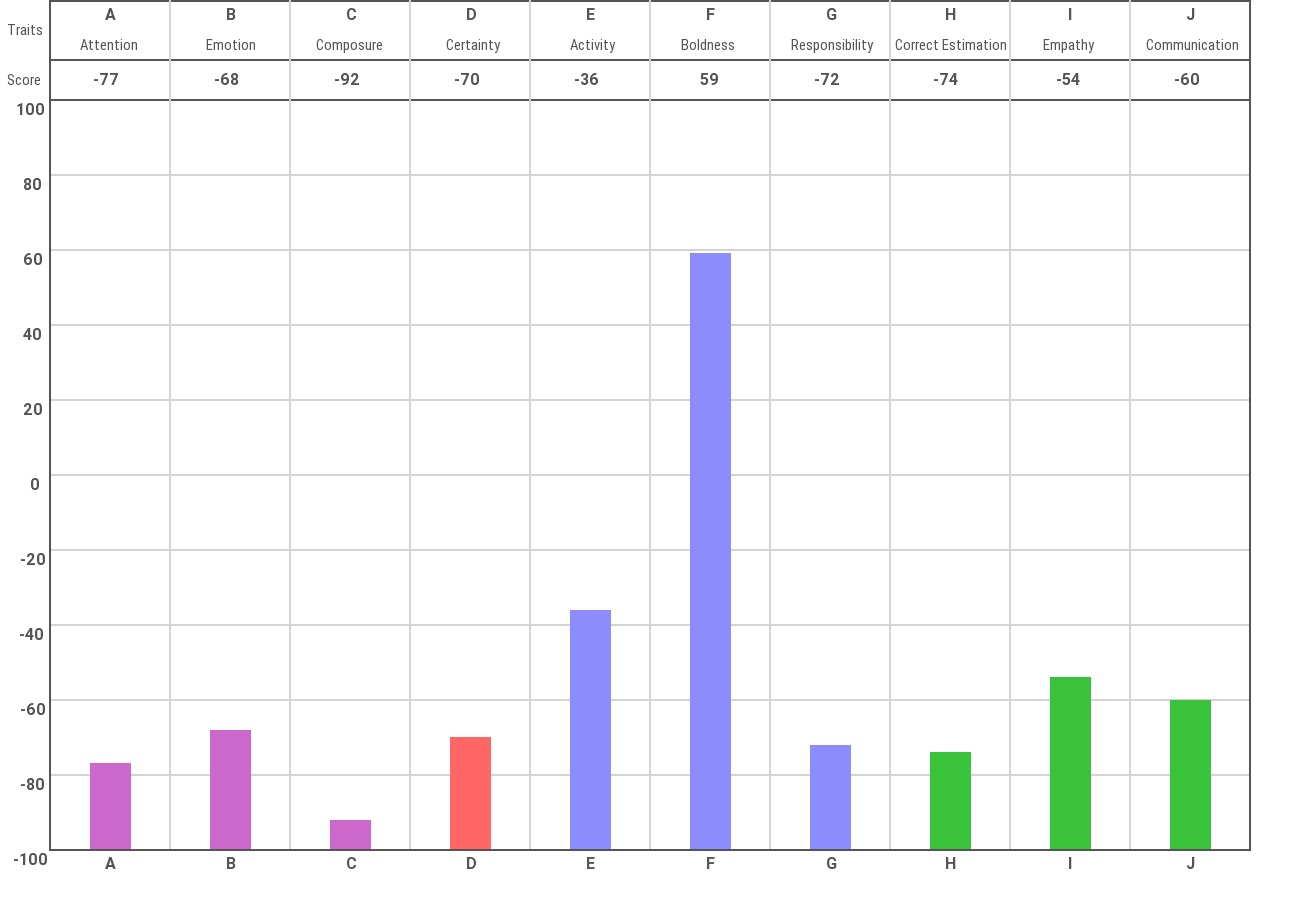 Traits A B C D E F G H I J
Attention Emotion Composure Certainty Activity Boldness Responsibility Correct Estimation Empathy Communication
Score -77 -68 -92 -70 -36 59 -72 -74 -54 -60
100
80
60
40
20
0
-20
-40
-60
-80
-100
A B C D E F G H I J